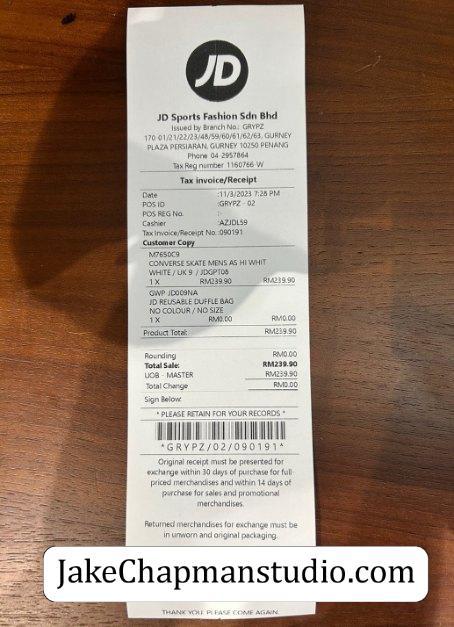 JD
JD Sports Fashion Sdn Bhd
Issued by Branch No.: GRYPZ
170-01/21/22/23/48/59/60/61/62/63, GURNEY
PLAZA PERSIARAN, GURNEY 10250 PENANG
Phone 04-2957864
Tax Reg number 1160766-W
Tax invoice/Receipt
Date :11/3/2023 7:28 PM
POS ID :GRYPZ - 02
POS REG No. :-
Cashier :AZJDL59
Tax Invoice/Receipt No. :090191
Customer Copy
M7650C9
CONVERSE SKATE MENS AS HI WHIT
WHITE / UK 9 / JDGPT08
1 X RM239.90 RM239.90
GWP JD009NA
JD REUSABLE DUFFLE BAG
NO COLOUR / NO SIZE
1 X RM0.00 RM0.00
Product Total: RM239.90
Rounding RM0.00
Total Sale: RM239.90
UOB - MASTER RM239.90
Total Change RM0.00
Sign Below:
* PLEASE RETAIN FOR YOUR RECORDS *
*GRYPZ/02/090191*
Original receipt must be presented for
exchange within 30 days of purchase for full-
priced merchandises and within 14 days of
purchase for sales and promotional
merchandises.
Returned merchandises for exchange must be
in unworn and original packaging.
JakeChapmanstudio.com
THANK YOU. PLEASE COME AGAIN.